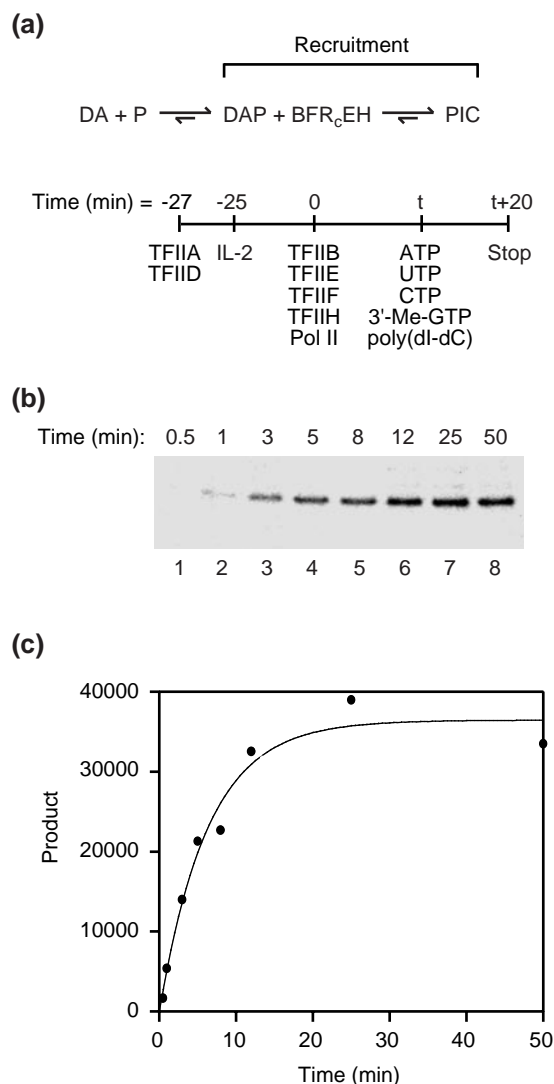 (a)
Recruitment
DA + P DAP + BFRcEH PIC
Time (min) = -27 -25 0 t t+20
TFIIA IL-2 TFIIB ATP Stop
TFIID TFIIE UTP
TFIIF CTP
TFIIH 3'-Me-GTP
Pol II poly(dI-dC)
(b)
Time (min): 0.5 1 3 5 8 12 25 50
1 2 3 4 5 6 7 8
(c)
40000
30000
20000
10000
0
Product
0 10 20 30 40 50
Time (min)